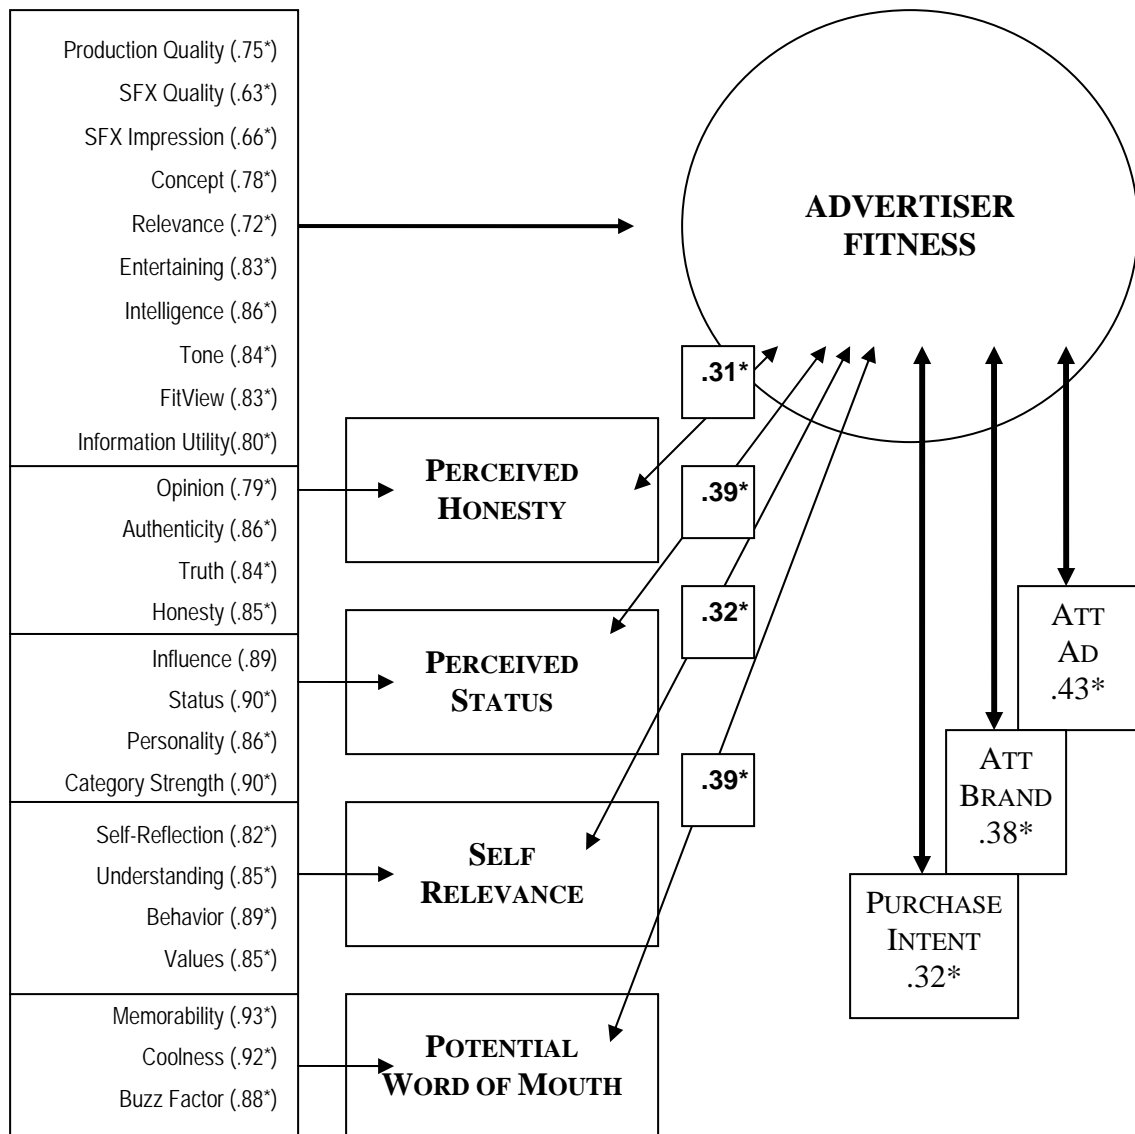 Production Quality (.75*)
SFX Quality (.63*)
SFX Impression (.66*)
Concept (.78*)
Relevance (.72*)
Entertaining (.83*)
Intelligence (.86*)
Tone (.84*)
FitView (.83*)
Information Utility(.80*)
Opinion (.79*)
Authenticity (.86*)
Truth (.84*)
Honesty (.85*)
Influence (.89)
Status (.90*)
Personality (.86*)
Category Strength (.90*)
Self-Reflection (.82*)
Understanding (.85*)
Behavior (.89*)
Values (.85*)
Memorability (.93*)
Coolness (.92*)
Buzz Factor (.88*)
PERCEIVED
HONESTY
PERCEIVED
STATUS
SELF
RELEVANCE
POTENTIAL
WORD OF MOUTH
.31*
.39*
.32*
.39*
ADVERTISER
FITNESS
ATT
AD
.43*
ATT
BRAND
.38*
PURCHASE
INTENT
.32*